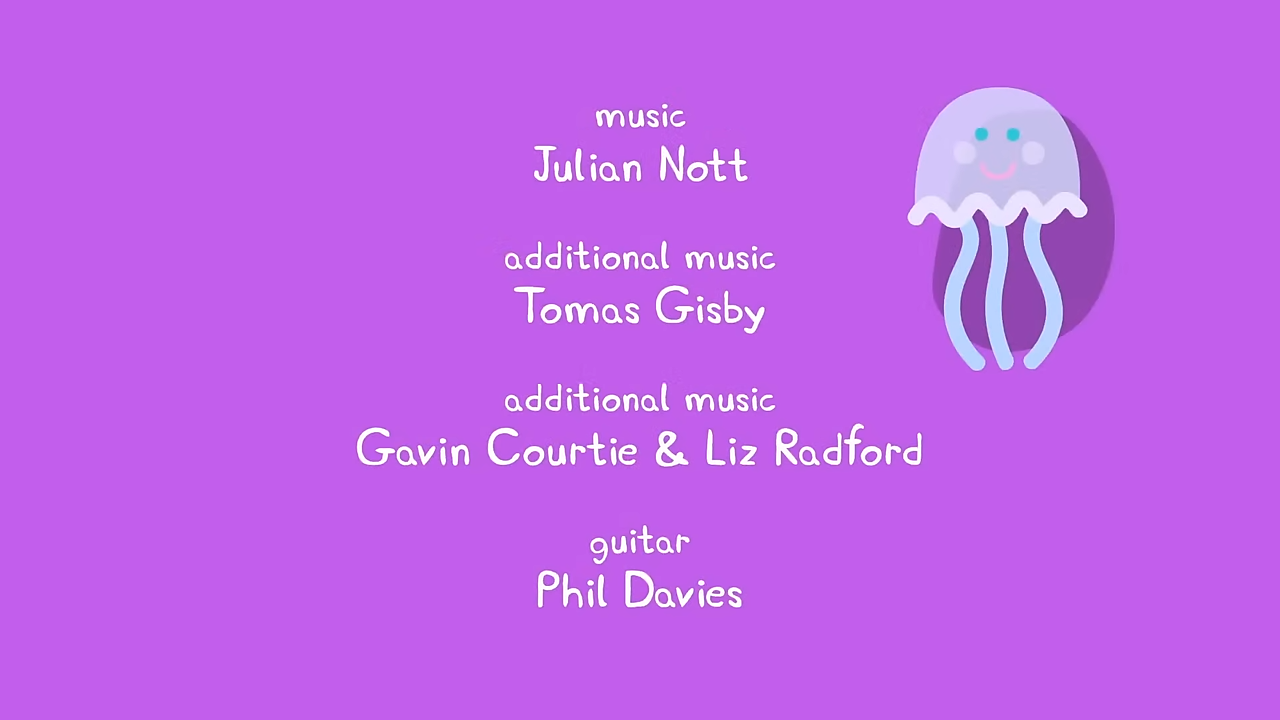 music
Julian Nott
additional music
Tomas Gisby
additional music
Gavin Courtie & Liz Radford
guitar
Phil Davies